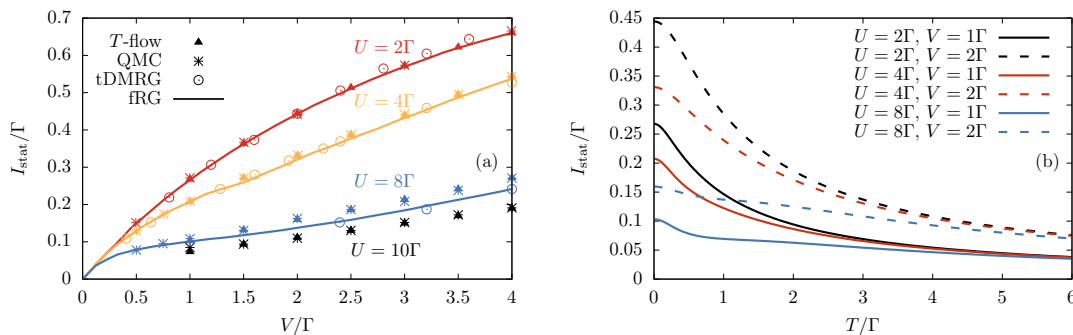 0.7
0.6
0.5
0.4
0.3
0.2
0.1
0
I_stat/Γ
T-flow
QMC
tDMRG
fRG
U = 2Γ
U = 4Γ
(a)
U = 8Γ
U = 10Γ
0 0.5 1 1.5 2 2.5 3 3.5 4
V/Γ
0.45
0.4
0.35
0.3
0.25
0.2
0.15
0.1
0.05
0
I_stat/Γ
U = 2Γ, V = 1Γ
U = 2Γ, V = 2Γ
U = 4Γ, V = 1Γ
U = 4Γ, V = 2Γ
U = 8Γ, V = 1Γ
U = 8Γ, V = 2Γ
(b)
0 1 2 3 4 5 6
T/Γ